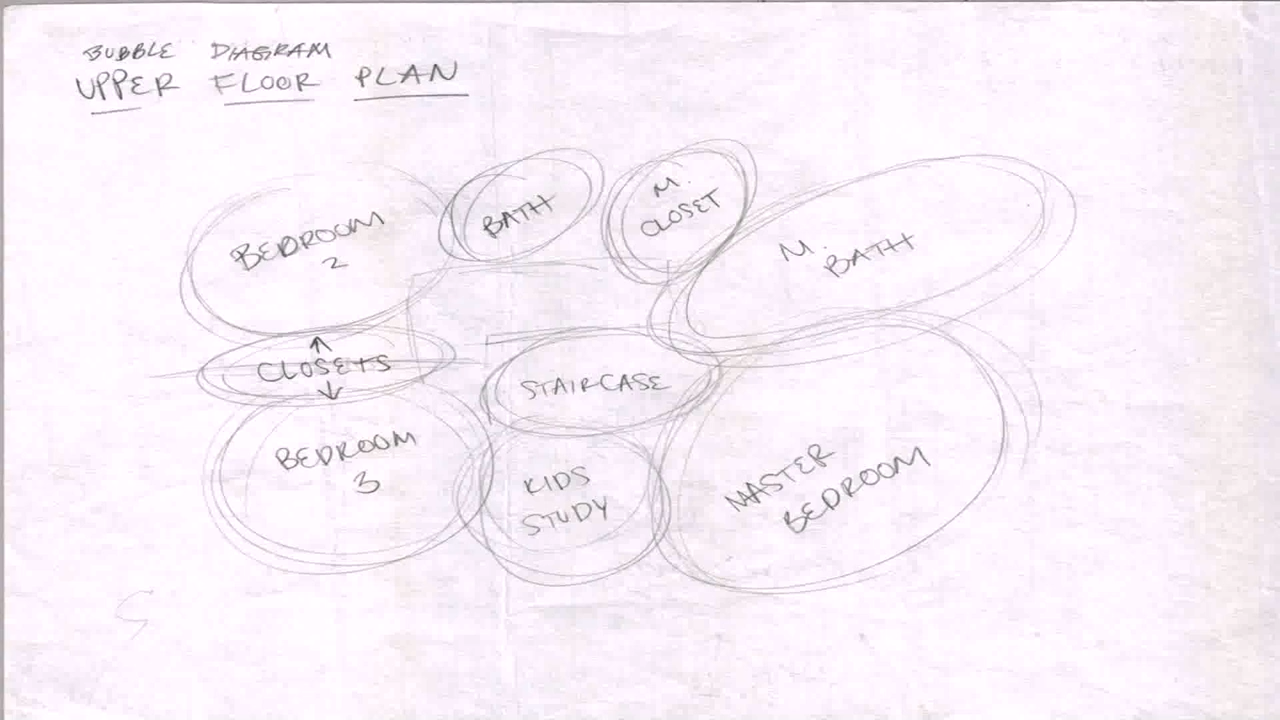 BUBBLE DIAGRAM
UPPER FLOOR PLAN
BEDROOM
2
BATH
M.
CLOSET
M.
BATH
CLOSETS
STAIRCASE
BEDROOM
3
KIDS
STUDY
MASTER
BEDROOM